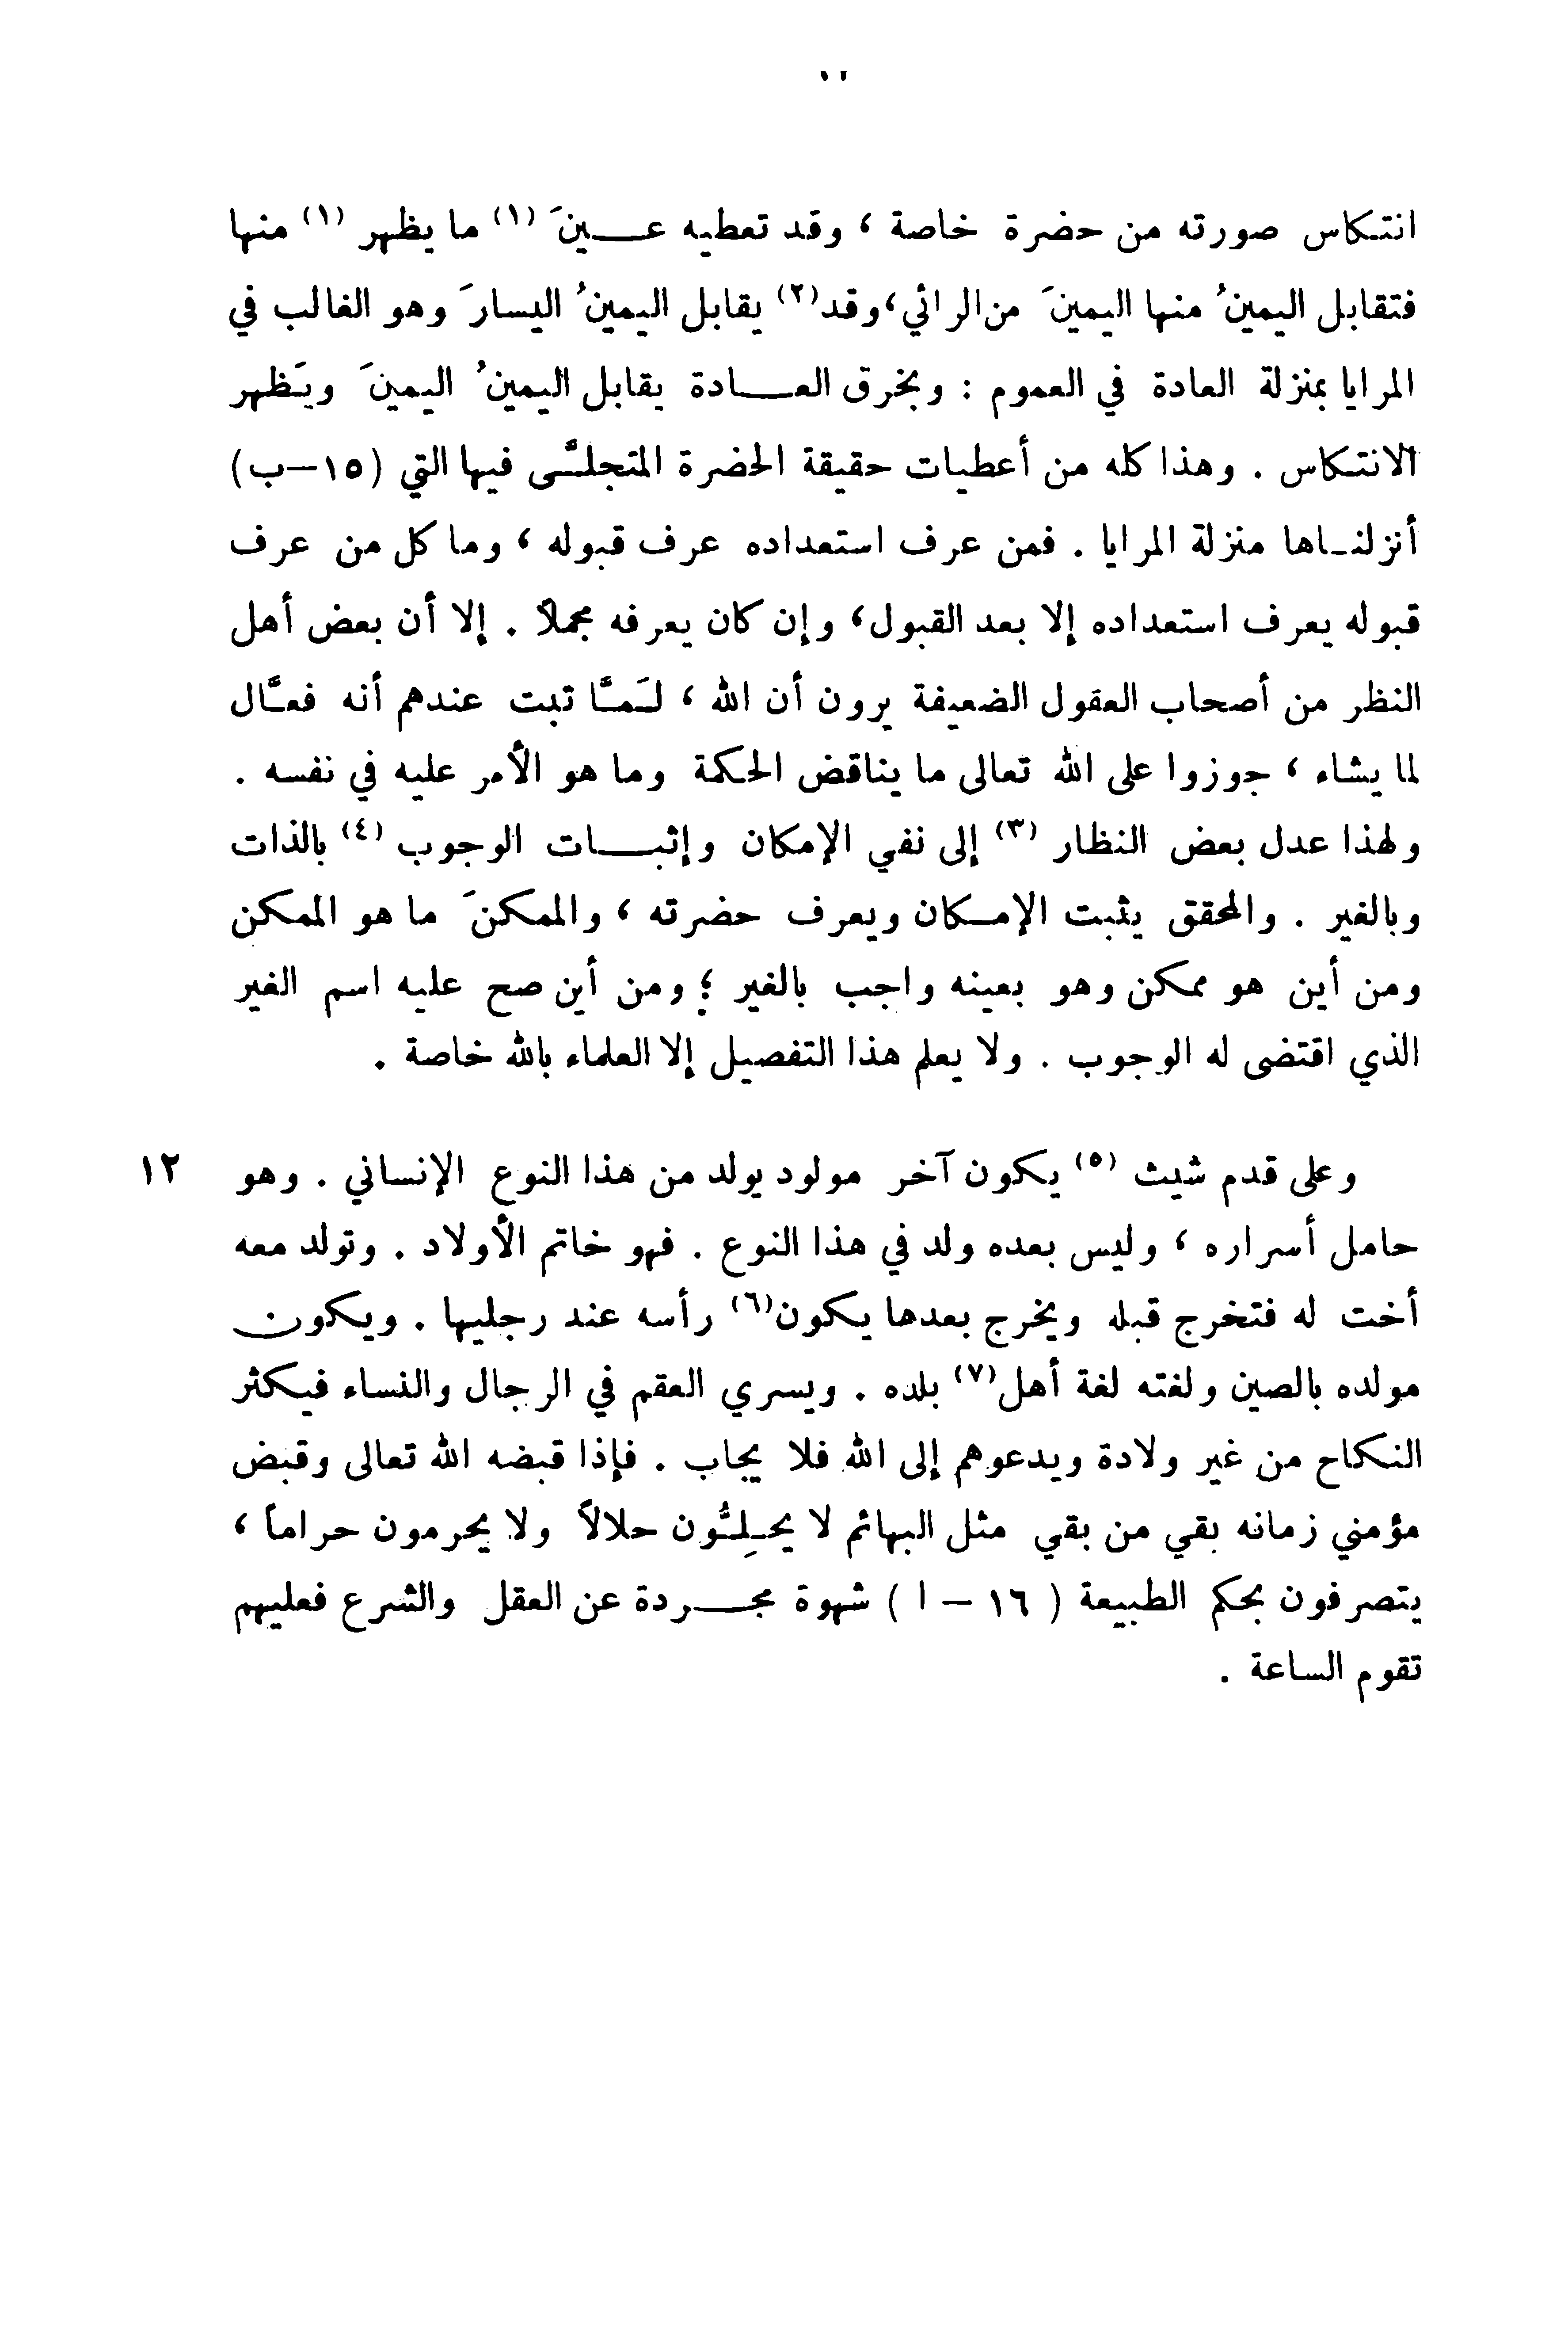 انتكاس صورته من حضرة خاصة ، وقد تعطيه عــينَ (١) ما يظهر (١) منها
فتقابل اليمينُ منها اليمينَ من الرائي ، وقد (٢) يقابل اليمينُ اليسارَ وهو الغالب في
المرايا بمنزلة العادة في العموم : وبخرق العــادة يقابل اليمينُ اليمينَ ويَظهر
الانتكاس . وهذا كله من أعطيات حقيقة الحضرة المتجلَّى فيها التي (١٥–ب)
أنزلنـاها منزلة المرايا . فمن عرف استعداده عرف قبوله ، وما كل من عرف
قبوله يعرف استعداده إلا بعد القبول ، وإن كان يعرفه مجملًا . إلا أن بعض أهل
النظر من أصحاب العقول الضعيفة يرون أن الله ، لَمَّا ثبت عندهم أنه فعَّال
لما يشاء ، جوزوا على الله تعالى ما يناقض الحكمة وما هو الأمر عليه في نفسه .
ولهذا عدل بعض النظار (٣) إلى نفي الإمكان وإثبــات الوجوب (٤) بالذات
وبالغير . والمحقق يثبت الإمـكان ويعرف حضرته ، والممكنَ ما هو الممكن
ومن أين هو ممكن وهو بعينه واجب بالغير ؛ ومن أين صح عليه اسم الغير
الذي اقتضى له الوجوب . ولا يعلم هذا التفصيل إلا العلماء بالله خاصة .
وعلى قدم شيث (٥) يكون آخر مولود يولد من هذا النوع الإنساني . وهو ١٢
حامل أسراره ، وليس بعده ولد في هذا النوع . فهو خاتم الأولاد . وتولد معه
أخت له فتخرج قبله ويخرج بعدها يكون (٦) رأسه عند رجليها . ويكون
مولده بالصين ولغته لغة أهل (٧) بلده . ويسري العقم في الرجال والنساء فيكثر
النكاح من غير ولادة ويدعوهم إلى الله فلا يجاب . فإذا قبضه الله تعالى وقبض
مؤمني زمانه بقي من بقي مثل البهائم لا يحـلِـُّون حلالًا ولا يحرمون حراماً ،
يتصرفون بحكم الطبيعة ( ١٦ – ا ) شهوة مجــردة عن العقل والشرع فعليهم
تقوم الساعة .